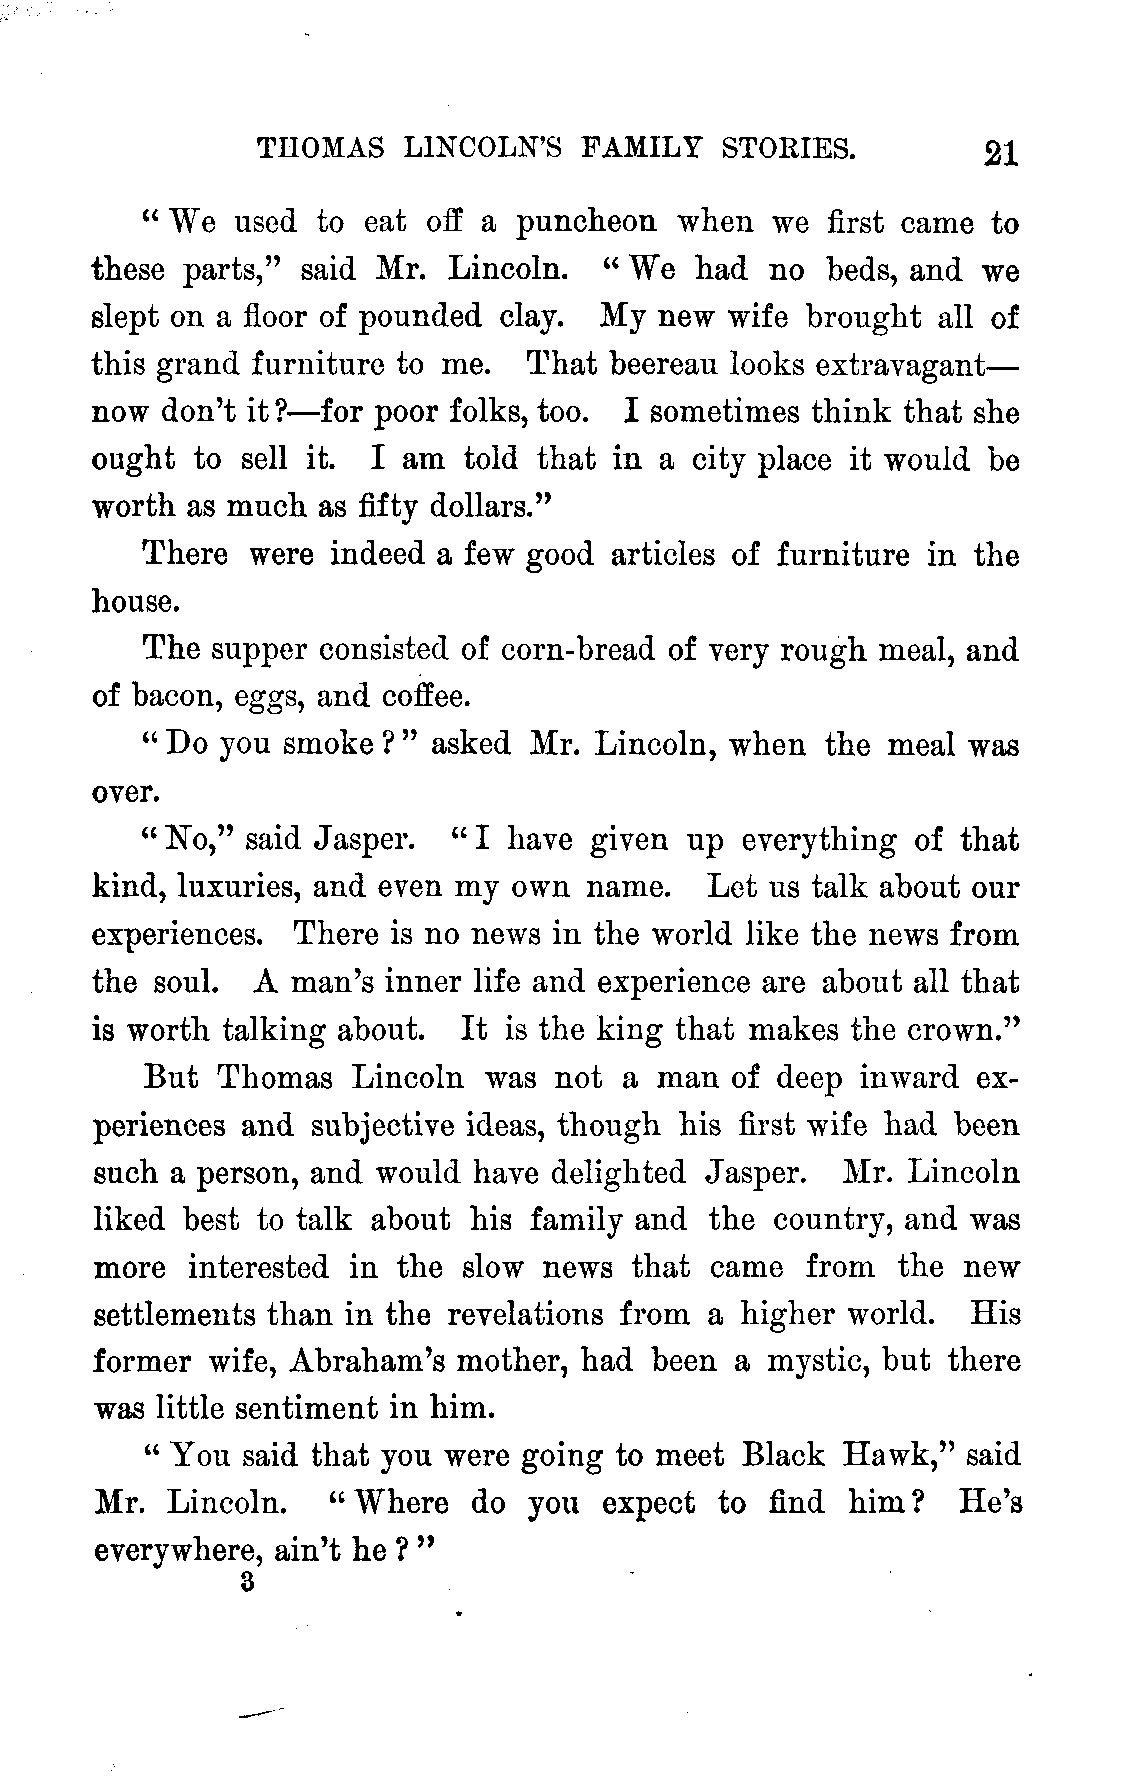 THOMAS LINCOLN'S FAMILY STORIES. 21
“We used to eat off a puncheon when we first came to
these parts,” said Mr. Lincoln. “We had no beds, and we
slept on a floor of pounded clay. My new wife brought all of
this grand furniture to me. That beereau looks extravagant—
now don't it?—for poor folks, too. I sometimes think that she
ought to sell it. I am told that in a city place it would be
worth as much as fifty dollars.”
There were indeed a few good articles of furniture in the
house.
The supper consisted of corn-bread of very rough meal, and
of bacon, eggs, and coffee.
“Do you smoke?” asked Mr. Lincoln, when the meal was
over.
“No,” said Jasper. “I have given up everything of that
kind, luxuries, and even my own name. Let us talk about our
experiences. There is no news in the world like the news from
the soul. A man's inner life and experience are about all that
is worth talking about. It is the king that makes the crown.”
But Thomas Lincoln was not a man of deep inward ex-
periences and subjective ideas, though his first wife had been
such a person, and would have delighted Jasper. Mr. Lincoln
liked best to talk about his family and the country, and was
more interested in the slow news that came from the new
settlements than in the revelations from a higher world. His
former wife, Abraham's mother, had been a mystic, but there
was little sentiment in him.
“You said that you were going to meet Black Hawk,” said
Mr. Lincoln. “Where do you expect to find him? He's
everywhere, ain't he?”
3